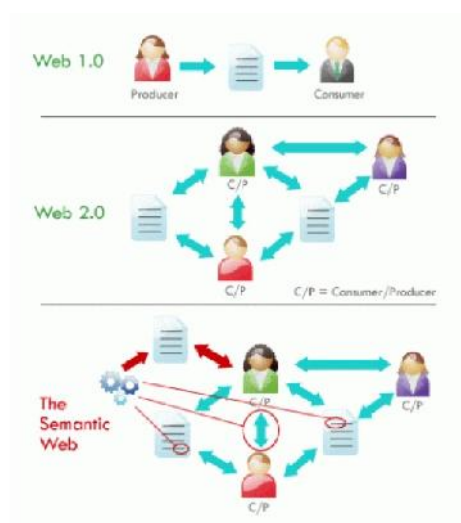 Web 1.0
Producer
Consumer
C/P
C/P
Web 2.0
C/P
C/P = Consumer/Producer
C/P
C/P
The
Semantic
Web
C/P